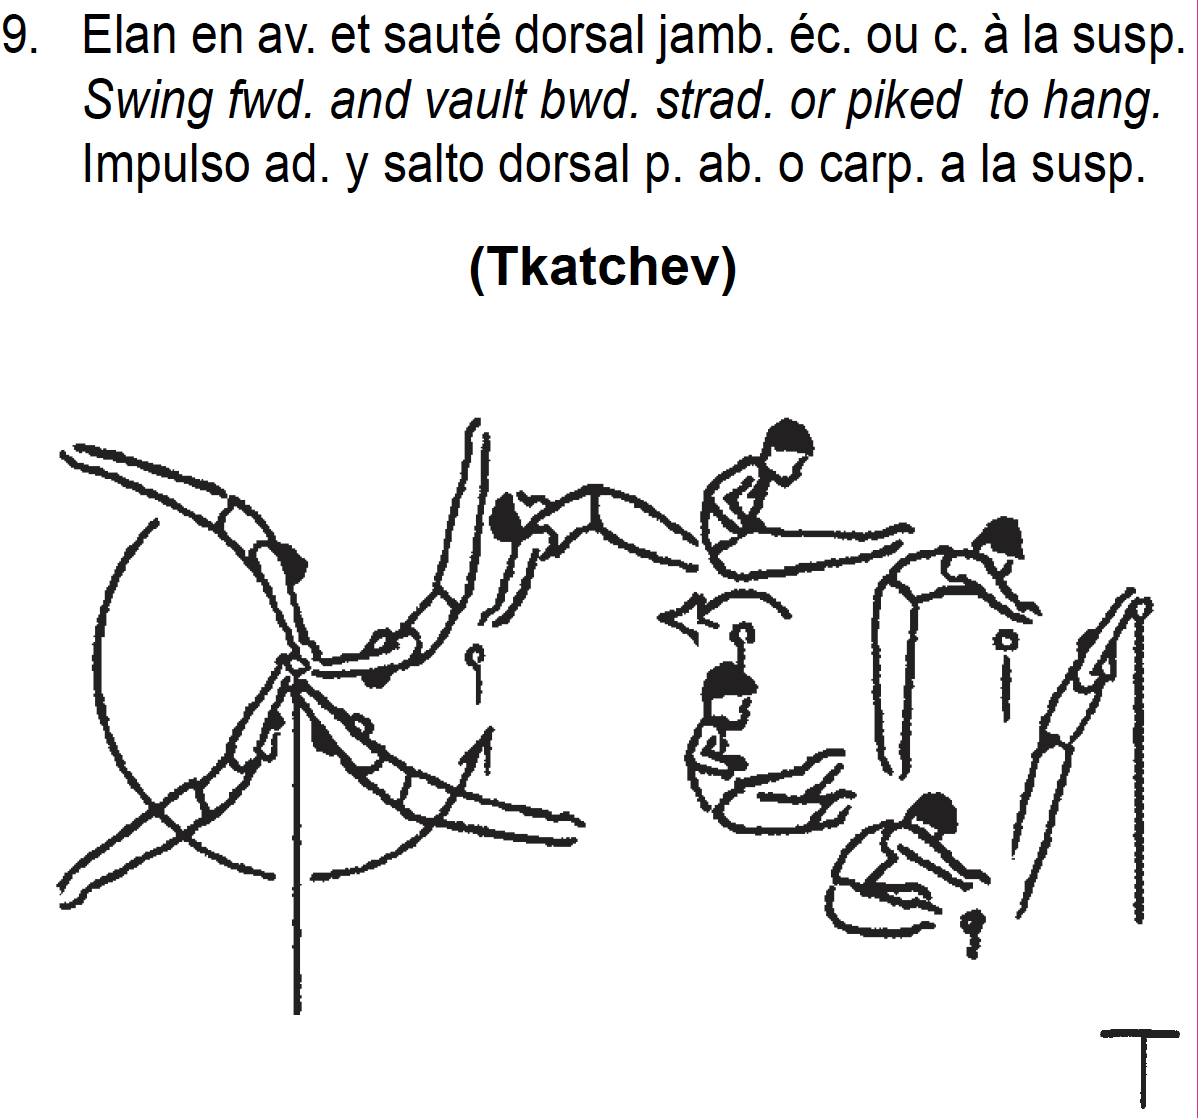 9. Elan en av. et sauté dorsal jamb. éc. ou c. à la susp.
Swing fwd. and vault bwd. strad. or piked to hang.
Impulso ad. y salto dorsal p. ab. o carp. a la susp.
(Tkatchev)